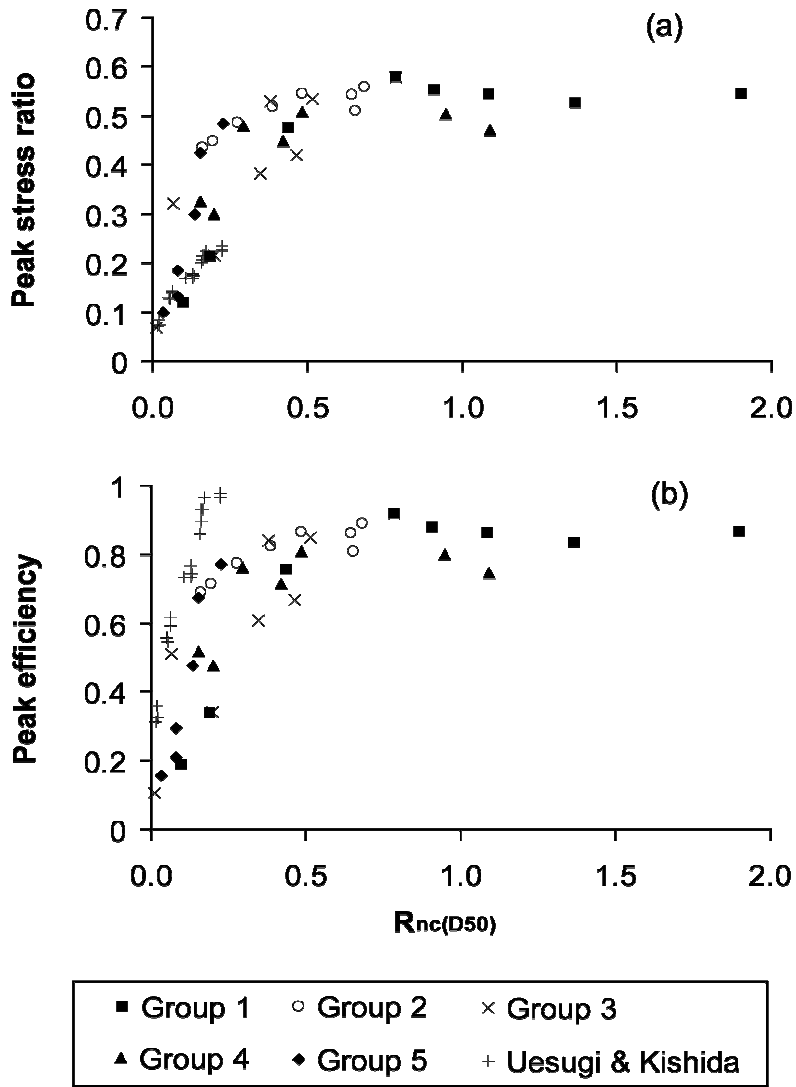 (a)
Peak stress ratio
0.7
0.6
0.5
0.4
0.3
0.2
0.1
0
0.0 0.5 1.0 1.5 2.0
(b)
Peak efficiency
1
0.8
0.6
0.4
0.2
0
0.0 0.5 1.0 1.5 2.0
Rnc(D50)
Group 1 Group 2 Group 3
Group 4 Group 5 Uesugi & Kishida